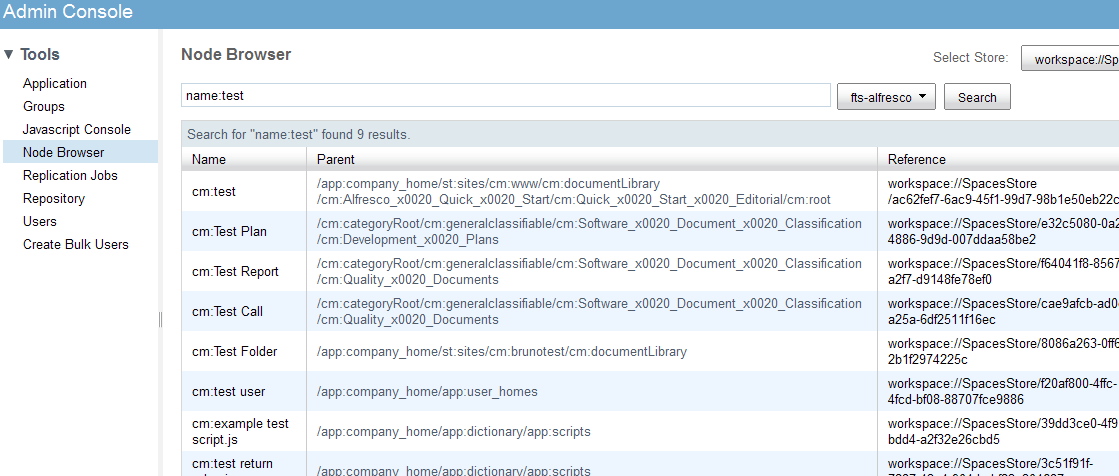 Admin Console
▼ Tools
Application
Groups
Javascript Console
Node Browser
Replication Jobs
Repository
Users
Create Bulk Users
Node Browser
Select Store: workspace://Sp
name:test fts-alfresco Search
Search for "name:test" found 9 results.
Name Parent Reference
cm:test /app:company_home/st:sites/cm:www/cm:documentLibrary workspace://SpacesStore
/cm:Alfresco_x0020_Quick_x0020_Start/cm:Quick_x0020_Start_x0020_Editorial/cm:root /ac62fef7-6ac9-45f1-99d7-98b1e50eb22c
cm:Test Plan /cm:categoryRoot/cm:generalclassifiable/cm:Software_x0020_Document_x0020_Classification workspace://SpacesStore/e32c5080-0a2
/cm:Development_x0020_Plans 4886-9d9d-007ddaa58be2
cm:Test Report /cm:categoryRoot/cm:generalclassifiable/cm:Software_x0020_Document_x0020_Classification workspace://SpacesStore/f64041f8-8567
/cm:Quality_x0020_Documents a2f7-d9148fe78ef0
cm:Test Call /cm:categoryRoot/cm:generalclassifiable/cm:Software_x0020_Document_x0020_Classification workspace://SpacesStore/cae9afcb-ad0
/cm:Quality_x0020_Documents a25a-6df2511f16ec
cm:Test Folder /app:company_home/st:sites/cm:brunotest/cm:documentLibrary workspace://SpacesStore/8086a263-0ff6
2b1f2974225c
cm:test user /app:company_home/app:user_homes workspace://SpacesStore/f20af800-4ffc-
4fcd-bf08-88707fce9886
cm:example test
script.js /app:company_home/app:dictionary/app:scripts workspace://SpacesStore/39dd3ce0-4f9
bdd4-a2f32e26cbd5
cm:test return /app:company_home/app:dictionary/app:scripts workspace://SpacesStore/3c51f91f-